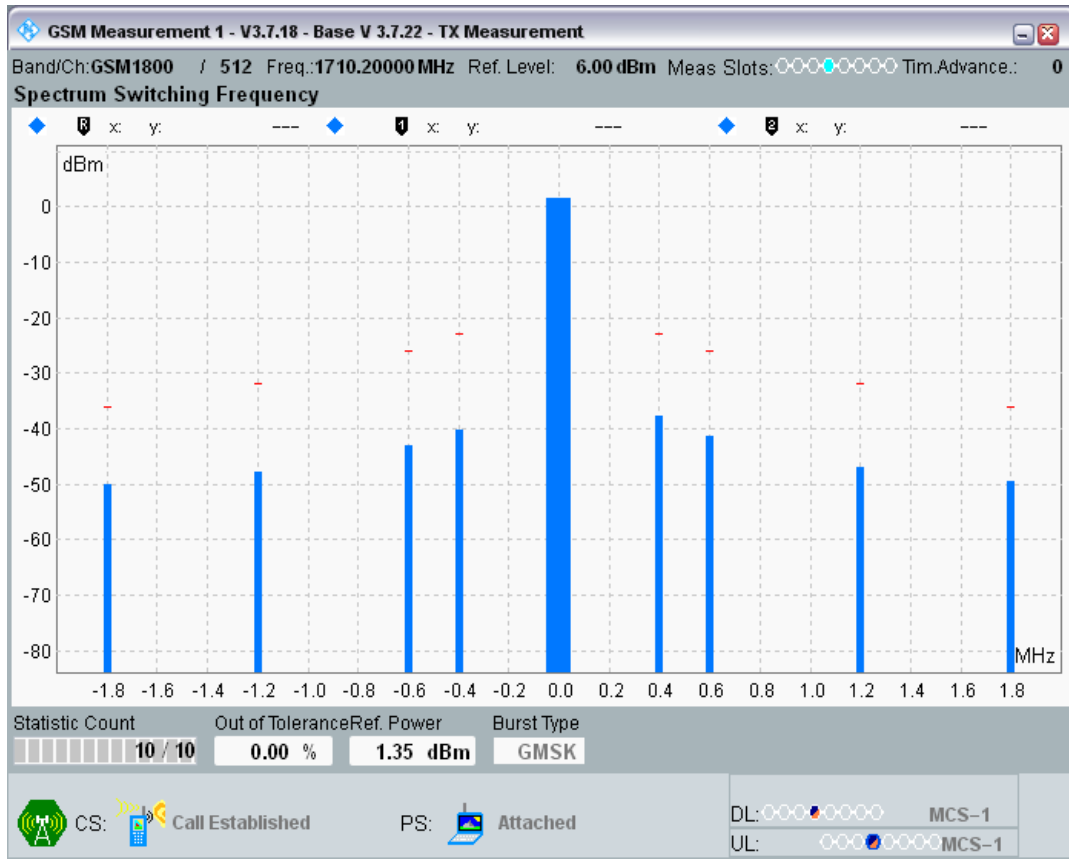 GSM Measurement 1 - V3.7.18 - Base V 3.7.22 - TX Measurement
Band/Ch:GSM1800 / 512 Freq.:1710.20000 MHz Ref. Level: 6.00 dBm Meas Slots: Tim.Advance.: 0
Spectrum Switching Frequency
R x: y: --- 1 x: y: --- 2 x: y: ---
dBm
0
-10
-20
-30
-40
-50
-60
-70
-80
MHz
-1.8 -1.6 -1.4 -1.2 -1.0 -0.8 -0.6 -0.4 -0.2 0.0 0.2 0.4 0.6 0.8 1.0 1.2 1.4 1.6 1.8
Statistic Count Out of Tolerance Ref. Power Burst Type
10 / 10 0.00 % 1.35 dBm GMSK
CS: Call Established PS: Attached
DL: MCS-1
UL: MCS-1